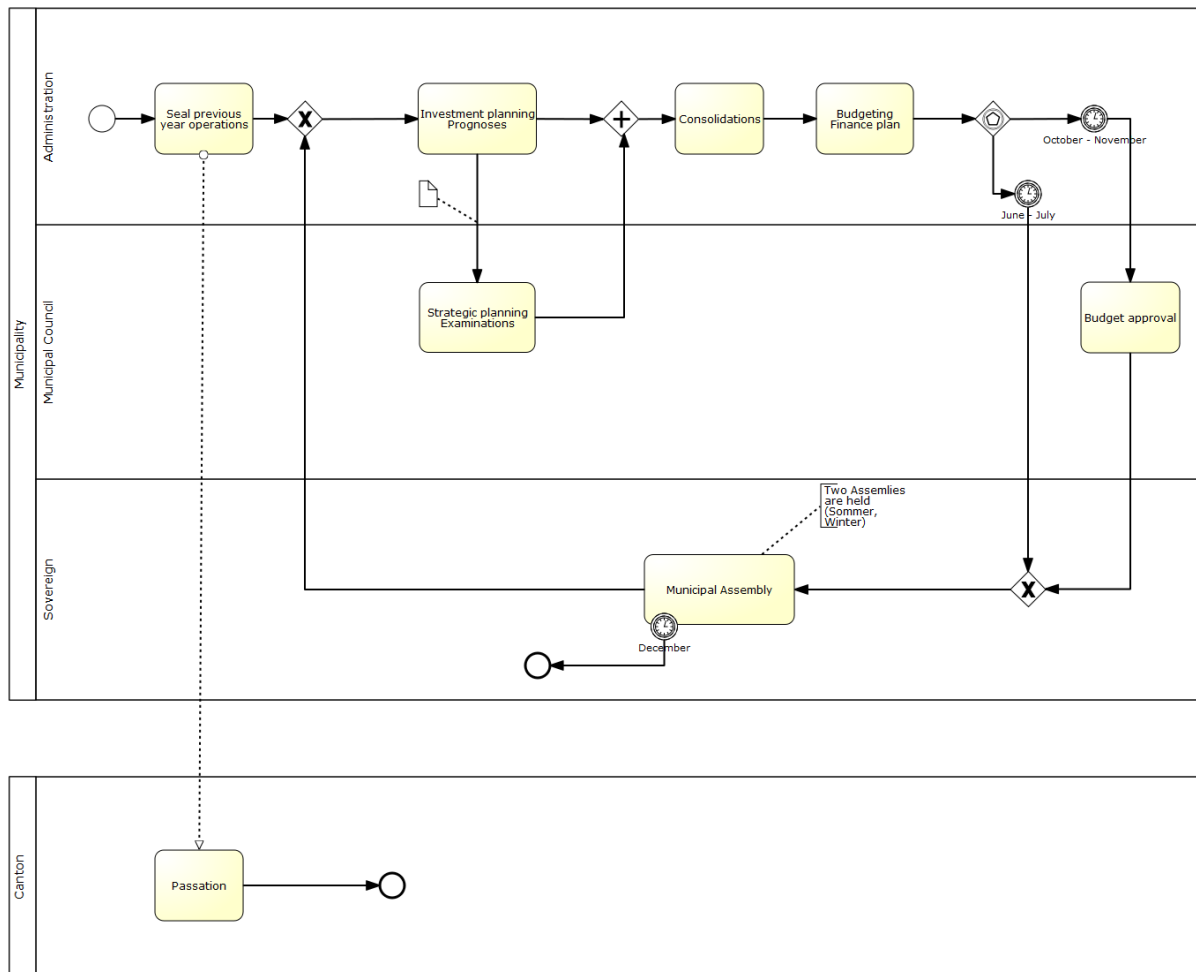 Municipality
Administration
Seal previous
year operations
Investment planning
Prognoses
Consolidations
Budgeting
Finance plan
October - November
June - July
Municipal Council
Strategic planning
Examinations
Budget approval
Sovereign
Two Assemlies
are held
(Sommer,
Winter)
Municipal Assembly
December
Canton
Passation